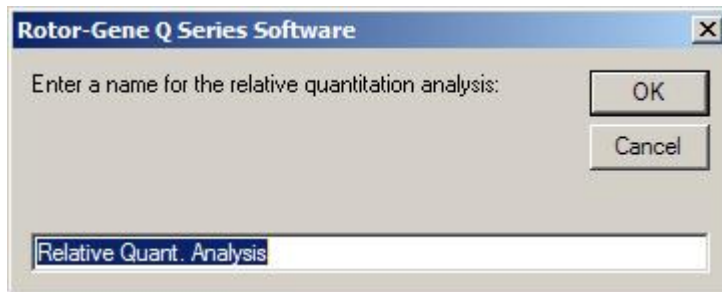 Rotor-Gene Q Series Software
Enter a name for the relative quantitation analysis:
OK
Cancel
Relative Quant. Analysis